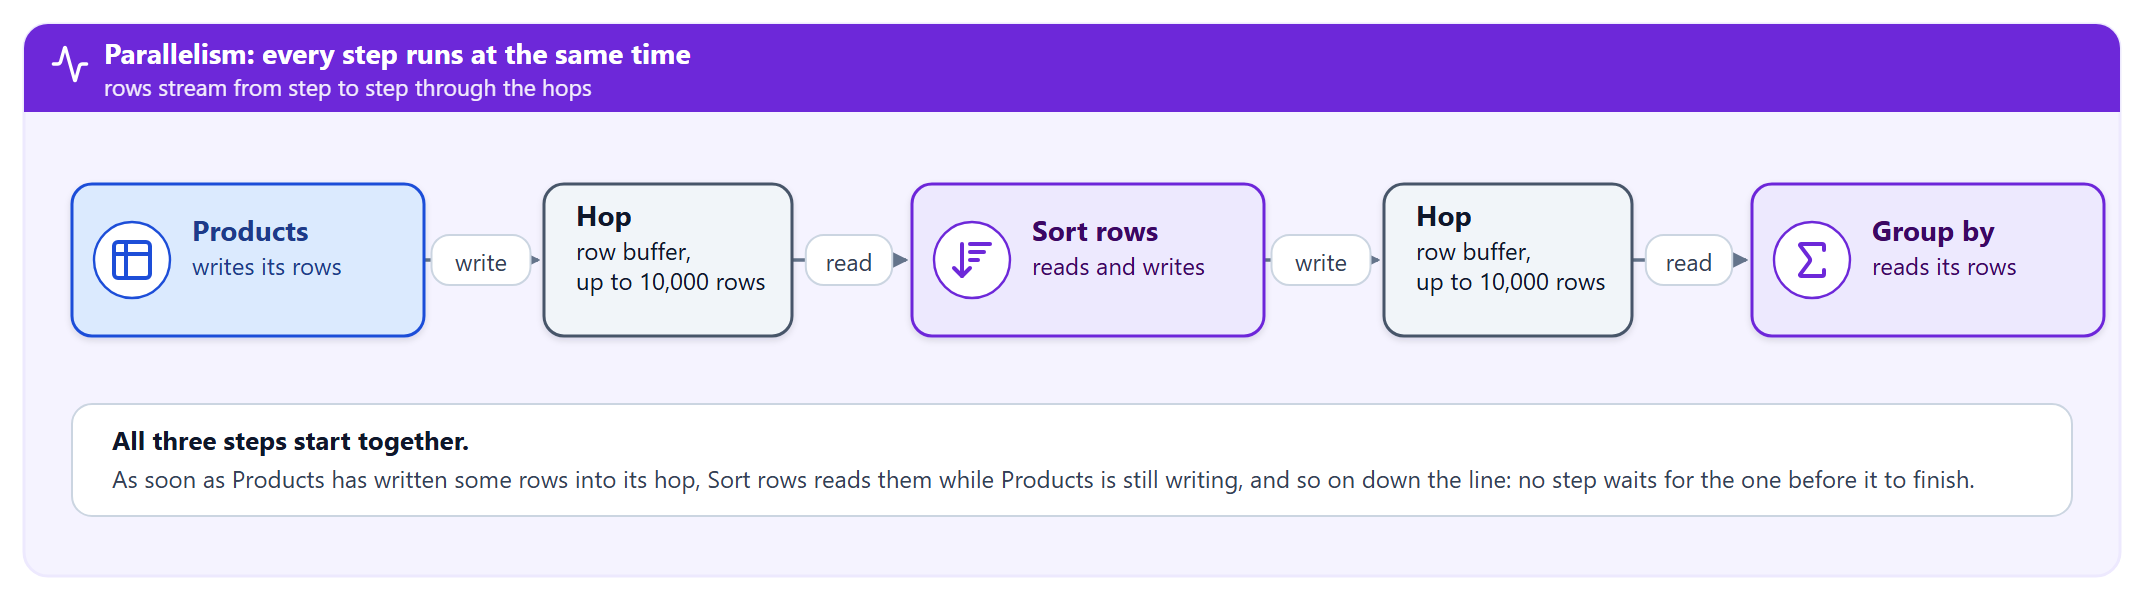 Parallelism: every step runs at the same time
rows stream from step to step through the hops
Products
writes its rows
write
Hop
row buffer,
up to 10,000 rows
read
Sort rows
reads and writes
write
Hop
row buffer,
up to 10,000 rows
read
Group by
reads its rows
All three steps start together.
As soon as Products has written some rows into its hop, Sort rows reads them while Products is still writing, and so on down the line: no step waits for the one before it to finish.